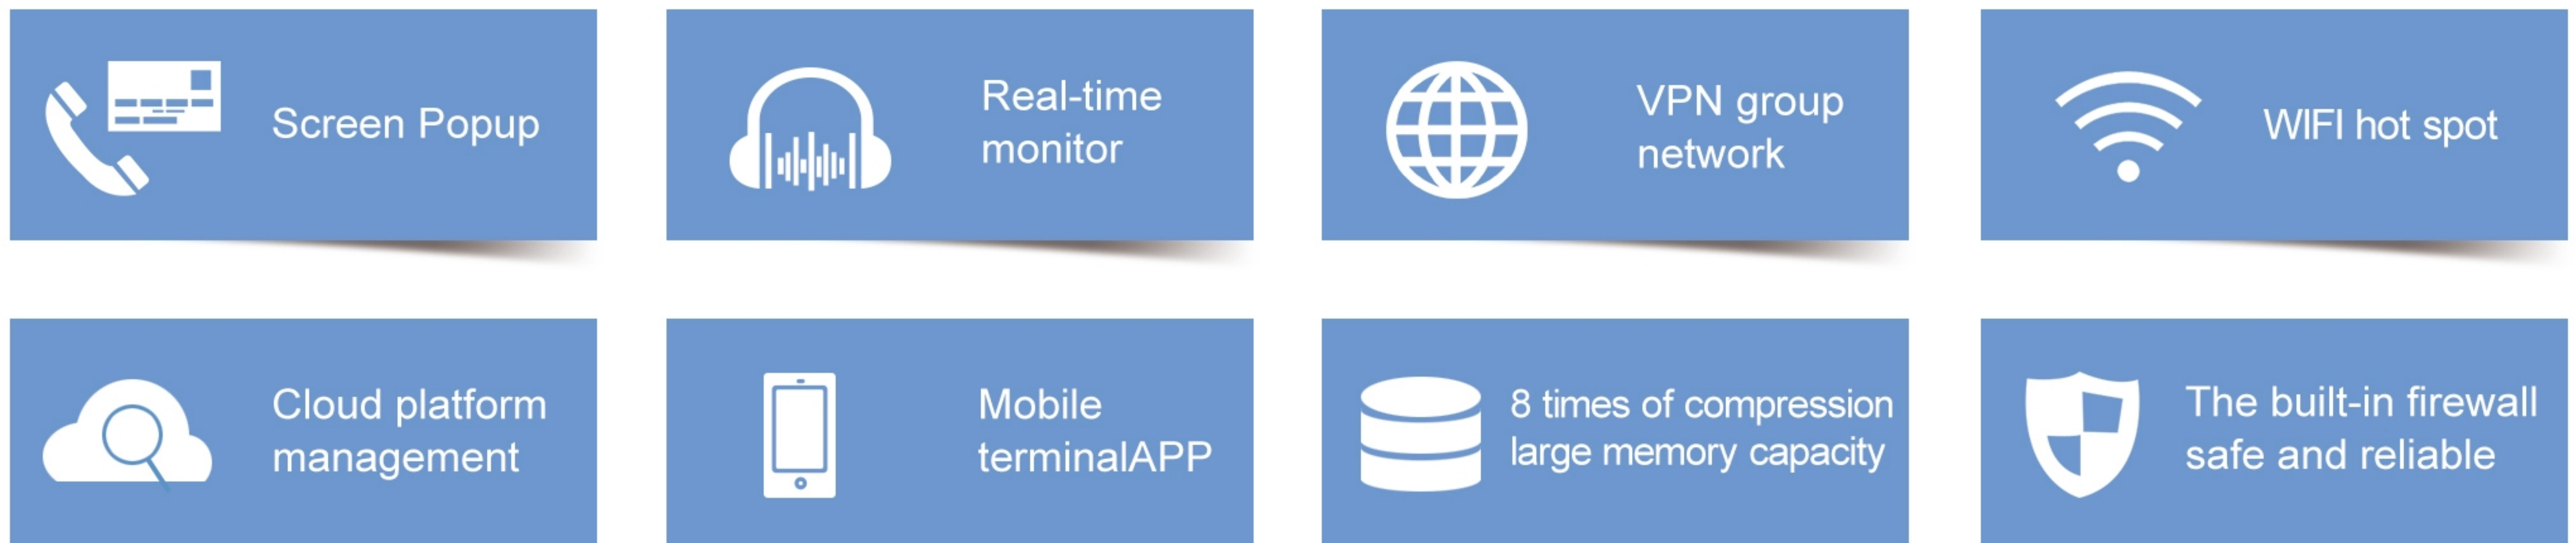 Screen Popup
Real-time
monitor
VPN group
network
WIFI hot spot
Cloud platform
management
Mobile
terminalAPP
8 times of compression
large memory capacity
The built-in firewall
safe and reliable